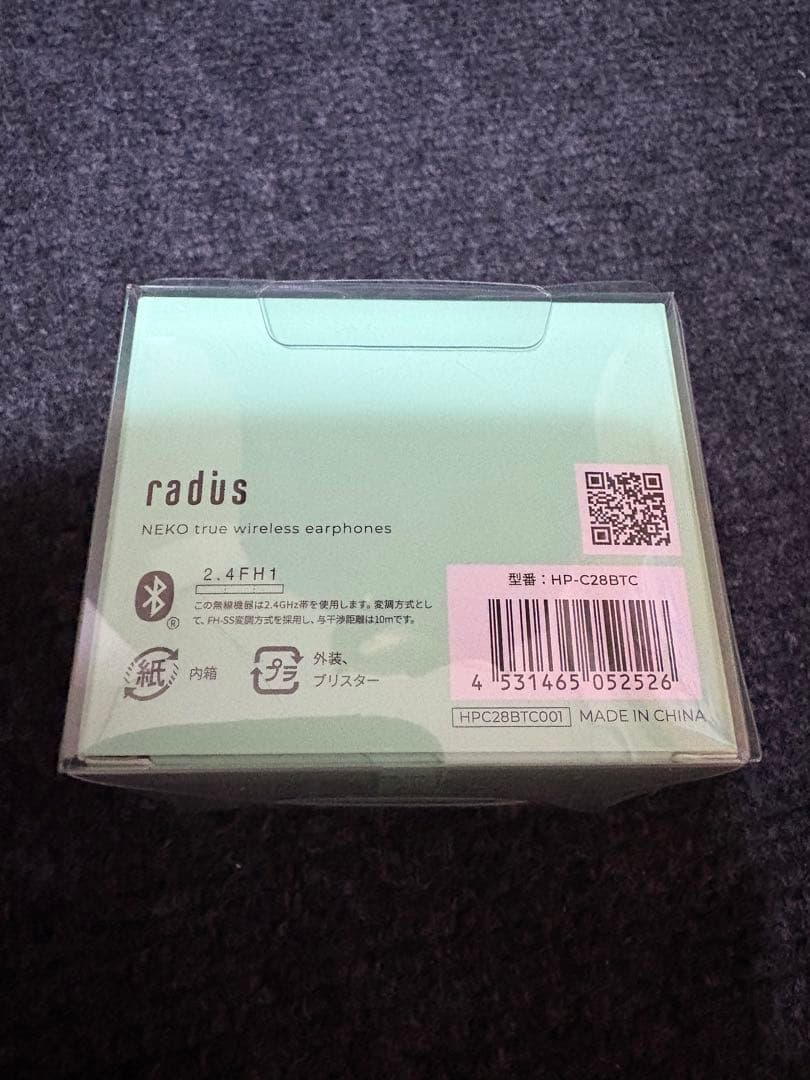 radius
NEKO true wireless earphones
2.4FH1
この無線機器は2.4GHz帯を使用します。変調方式とし
て、FH-SS変調方式を採用し、与干渉距離は10mです。
紙 内箱
プラ 外装、
ブリスター
型番：HP-C28BTC
4 531465 052526
HPC28BTC001 MADE IN CHINA